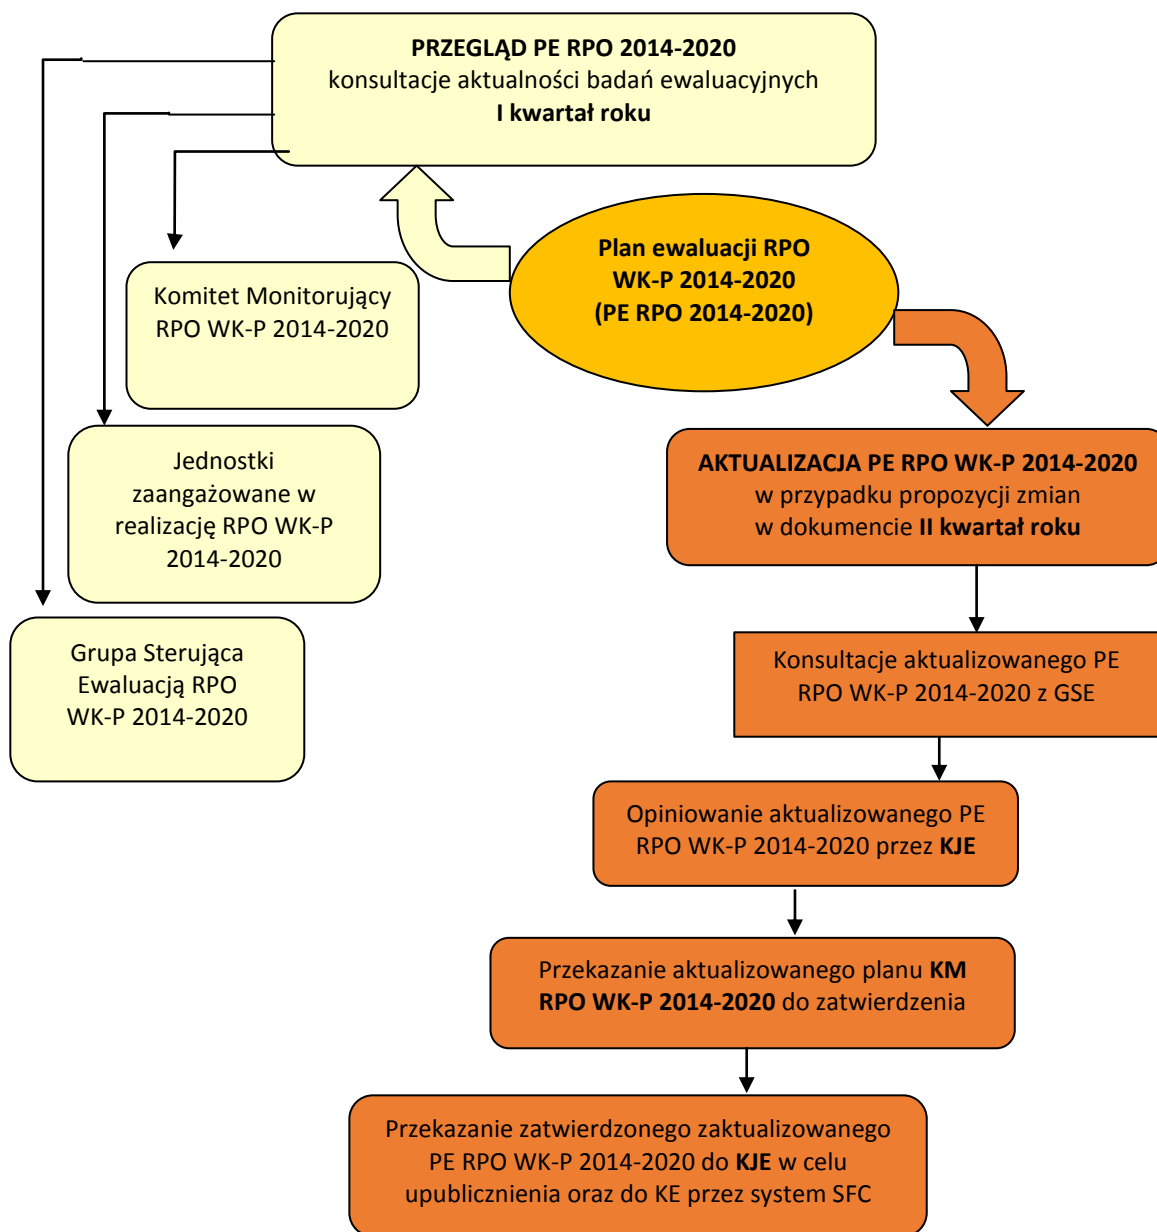 PRZEGLĄD PE RPO 2014-2020
konsultacje aktualności badań ewaluacyjnych
I kwartał roku
Plan ewaluacji RPO
WK-P 2014-2020
(PE RPO 2014-2020)
Komitet Monitorujący
RPO WK-P 2014-2020
Jednostki
zaangażowane w
realizację RPO WK-P
2014-2020
Grupa Sterująca
Ewaluacją RPO
WK-P 2014-2020
AKTUALIZACJA PE RPO WK-P 2014-2020
w przypadku propozycji zmian
w dokumencie II kwartał roku
Konsultacje aktualizowanego PE
RPO WK-P 2014-2020 z GSE
Opiniowanie aktualizowanego PE
RPO WK-P 2014-2020 przez KJE
Przekazanie aktualizowanego planu KM
RPO WK-P 2014-2020 do zatwierdzenia
Przekazanie zatwierdzonego zaktualizowanego
PE RPO WK-P 2014-2020 do KJE w celu
upublicznienia oraz do KE przez system SFC